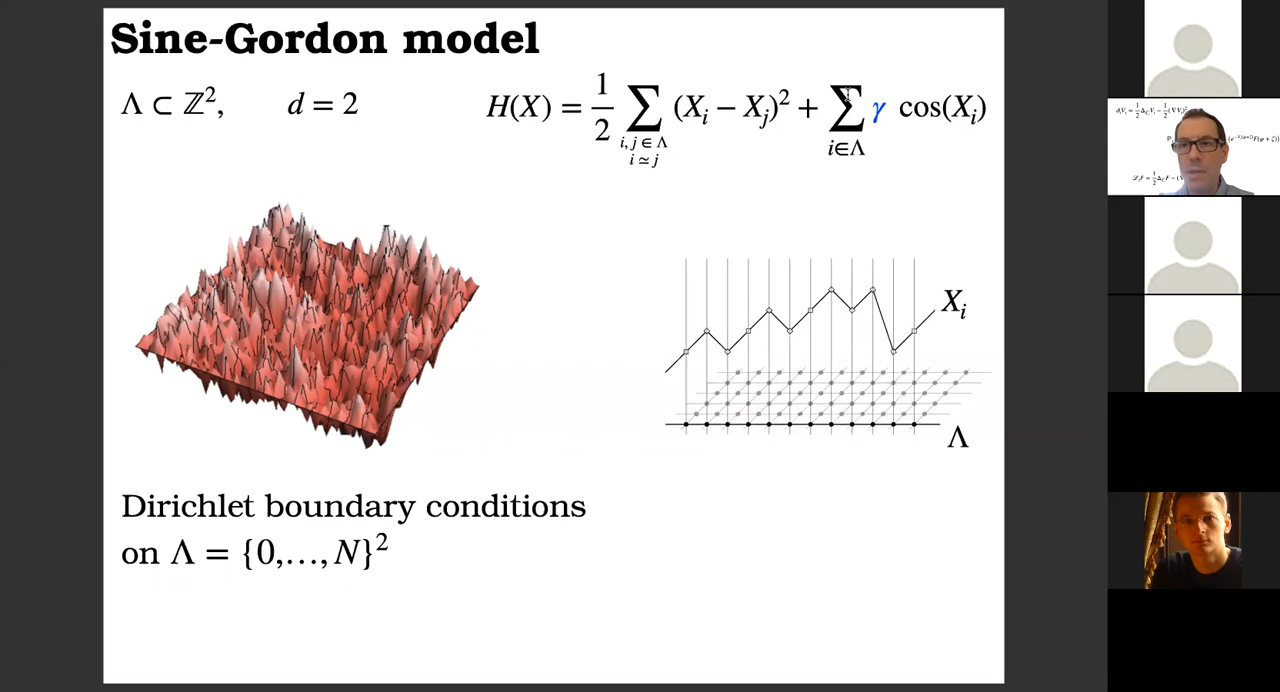 Sine-Gordon model
Λ ⊂ ℤ², d = 2 H(X) = 1/2 ∑_{i,j∈Λ, i≃j} (X_i − X_j)² + ∑_{i∈Λ} γ cos(X_i)
X_i
Λ
Dirichlet boundary conditions
on Λ = {0,…, N}²